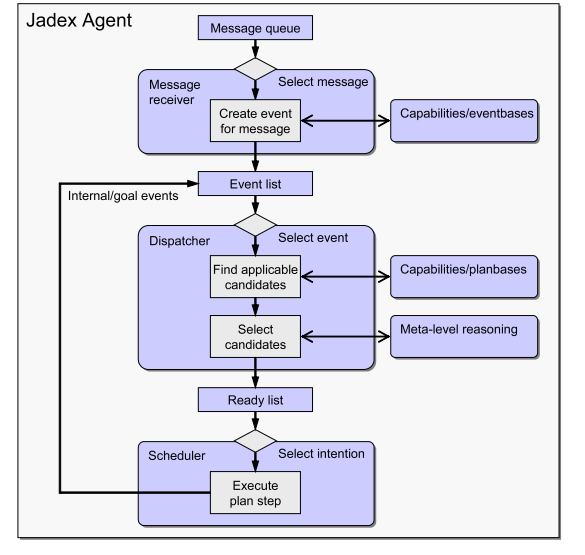 Jadex Agent
Message queue
Select message
Message
receiver
Create event
for message
Capabilities/eventbases
Event list
Internal/goal events
Select event
Dispatcher
Find applicable
candidates
Capabilities/planbases
Select
candidates
Meta-level reasoning
Ready list
Select intention
Scheduler
Execute
plan step